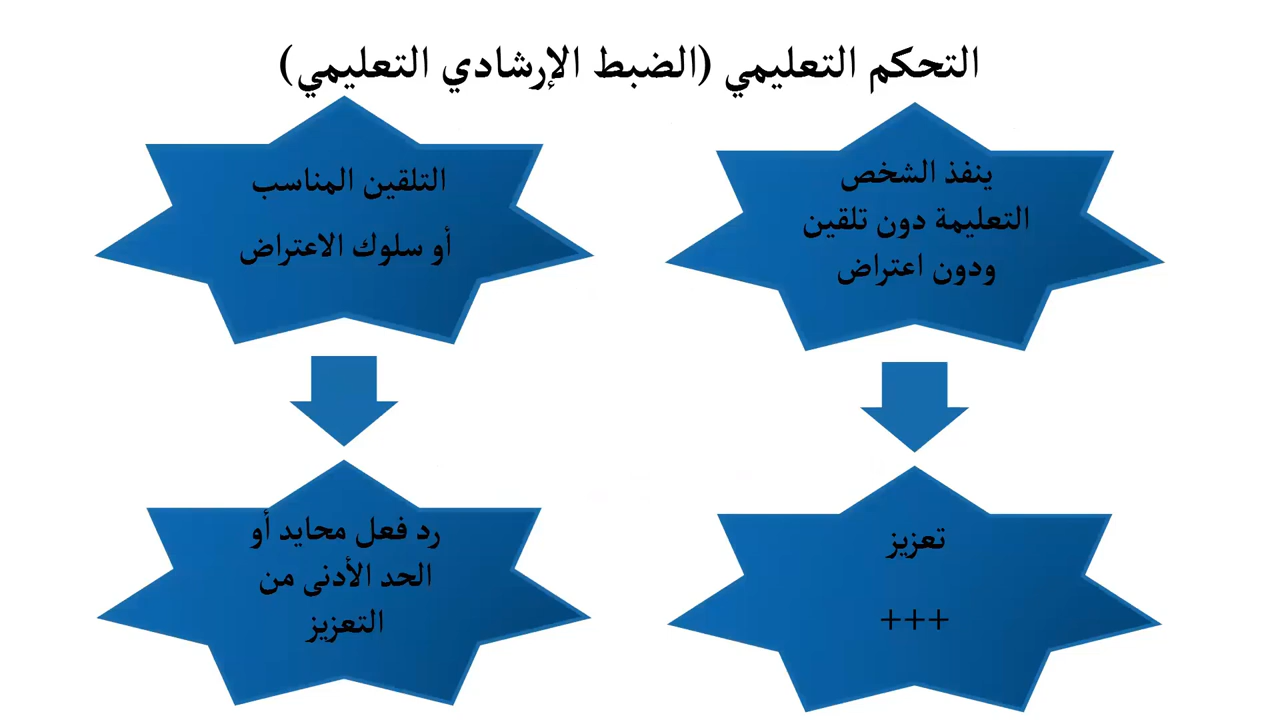 التحكم التعليمي (الضبط الإرشادي التعليمي)
ينفذ الشخص
التعليمة دون تلقين
ودون اعتراض
تعزيز
+++
التلقين المناسب
أو سلوك الاعتراض
رد فعل محايد أو
الحد الأدنى من
التعزيز